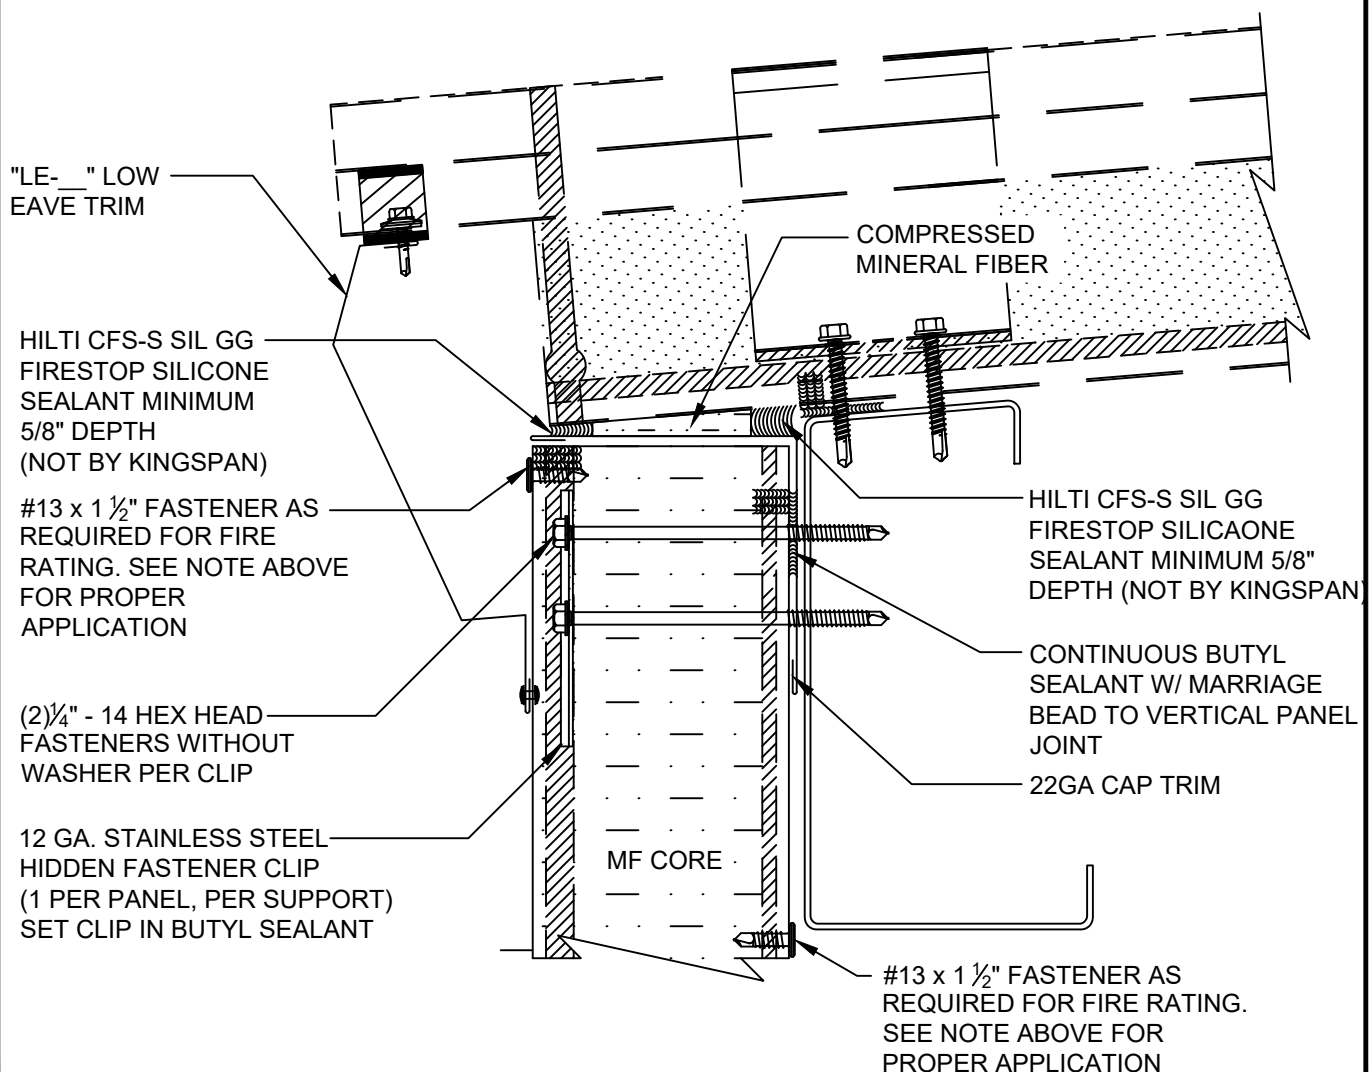 "LE-__" LOW
EAVE TRIM
HILTI CFS-S SIL GG
FIRESTOP SILICONE
SEALANT MINIMUM
5/8" DEPTH
(NOT BY KINGSPAN)
#13 x 1 ½" FASTENER AS
REQUIRED FOR FIRE
RATING. SEE NOTE ABOVE
FOR PROPER
APPLICATION
(2)¼" - 14 HEX HEAD
FASTENERS WITHOUT
WASHER PER CLIP
12 GA. STAINLESS STEEL
HIDDEN FASTENER CLIP
(1 PER PANEL, PER SUPPORT)
SET CLIP IN BUTYL SEALANT
COMPRESSED
MINERAL FIBER
MF CORE
HILTI CFS-S SIL GG
FIRESTOP SILICAONE
SEALANT MINIMUM 5/8"
DEPTH (NOT BY KINGSPAN)
CONTINUOUS BUTYL
SEALANT W/ MARRIAGE
BEAD TO VERTICAL PANEL
JOINT
22GA CAP TRIM
#13 x 1 ½" FASTENER AS
REQUIRED FOR FIRE RATING.
SEE NOTE ABOVE FOR
PROPER APPLICATION